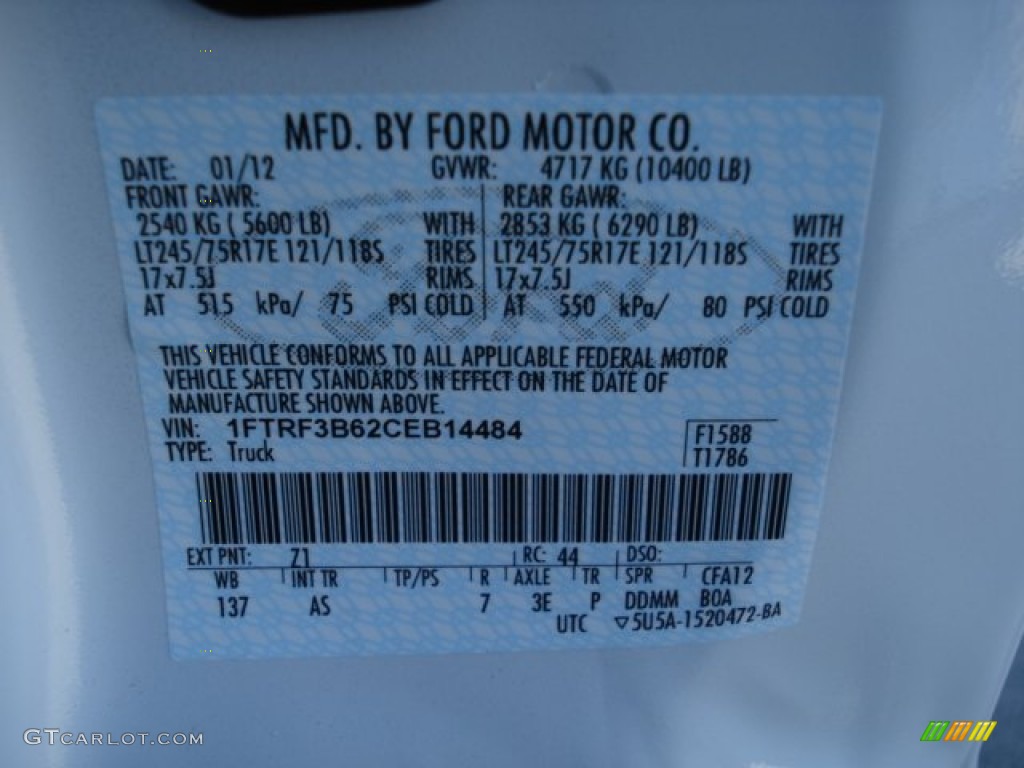 MFD. BY FORD MOTOR CO.
DATE: 01/12 GVWR: 4717 KG (10400 LB)
FRONT GAWR: REAR GAWR:
2540 KG ( 5600 LB) WITH 2853 KG ( 6290 LB) WITH
LT245/75R17E 121/118S TIRES LT245/75R17E 121/118S TIRES
17x7.5J RIMS 17x7.5J RIMS
AT 515 kPa/ 75 PSI COLD AT 550 kPa/ 80 PSI COLD
THIS VEHICLE CONFORMS TO ALL APPLICABLE FEDERAL MOTOR
VEHICLE SAFETY STANDARDS IN EFFECT ON THE DATE OF
MANUFACTURE SHOWN ABOVE.
VIN: 1FTRF3B62CEB14484 F1588
TYPE: Truck T1786
EXT PNT: Z1 RC: 44 DSO:
WB INT TR TP/PS R AXLE TR SPR CFA12
137 AS 7 3E P DDMM BOA
UTC ▽5U5A-1520472-BA
GTCARLOT.COM